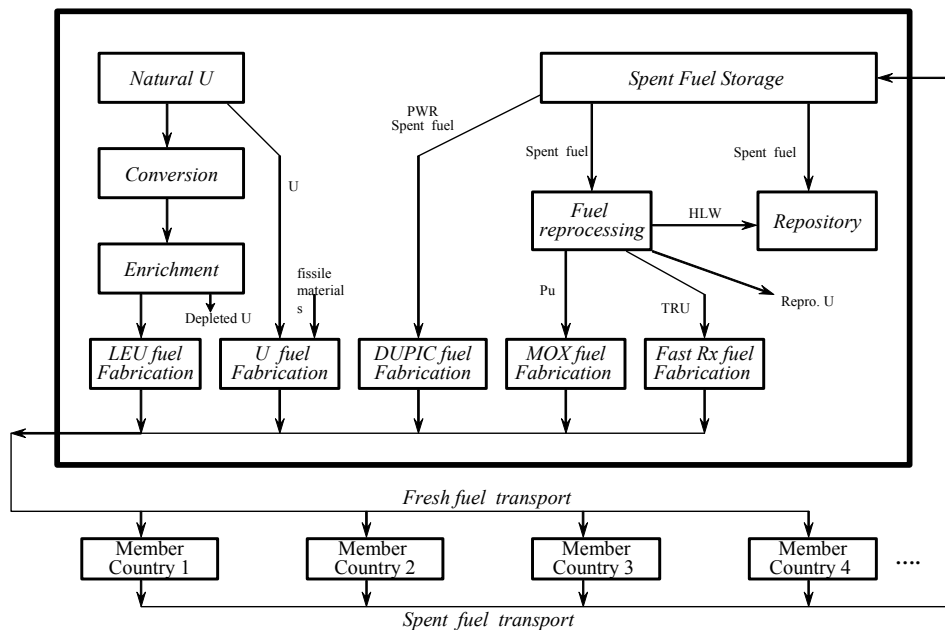 Natural U
Spent Fuel Storage
PWR
Spent fuel
Spent fuel
Spent fuel
Conversion
U
Fuel
reprocessing
HLW
Repository
Enrichment
fissile
material
s
Depleted U
Pu
TRU
Repro. U
LEU fuel
Fabrication
U fuel
Fabrication
DUPIC fuel
Fabrication
MOX fuel
Fabrication
Fast Rx fuel
Fabrication
Fresh fuel transport
Member
Country 1
Member
Country 2
Member
Country 3
Member
Country 4
....
Spent fuel transport